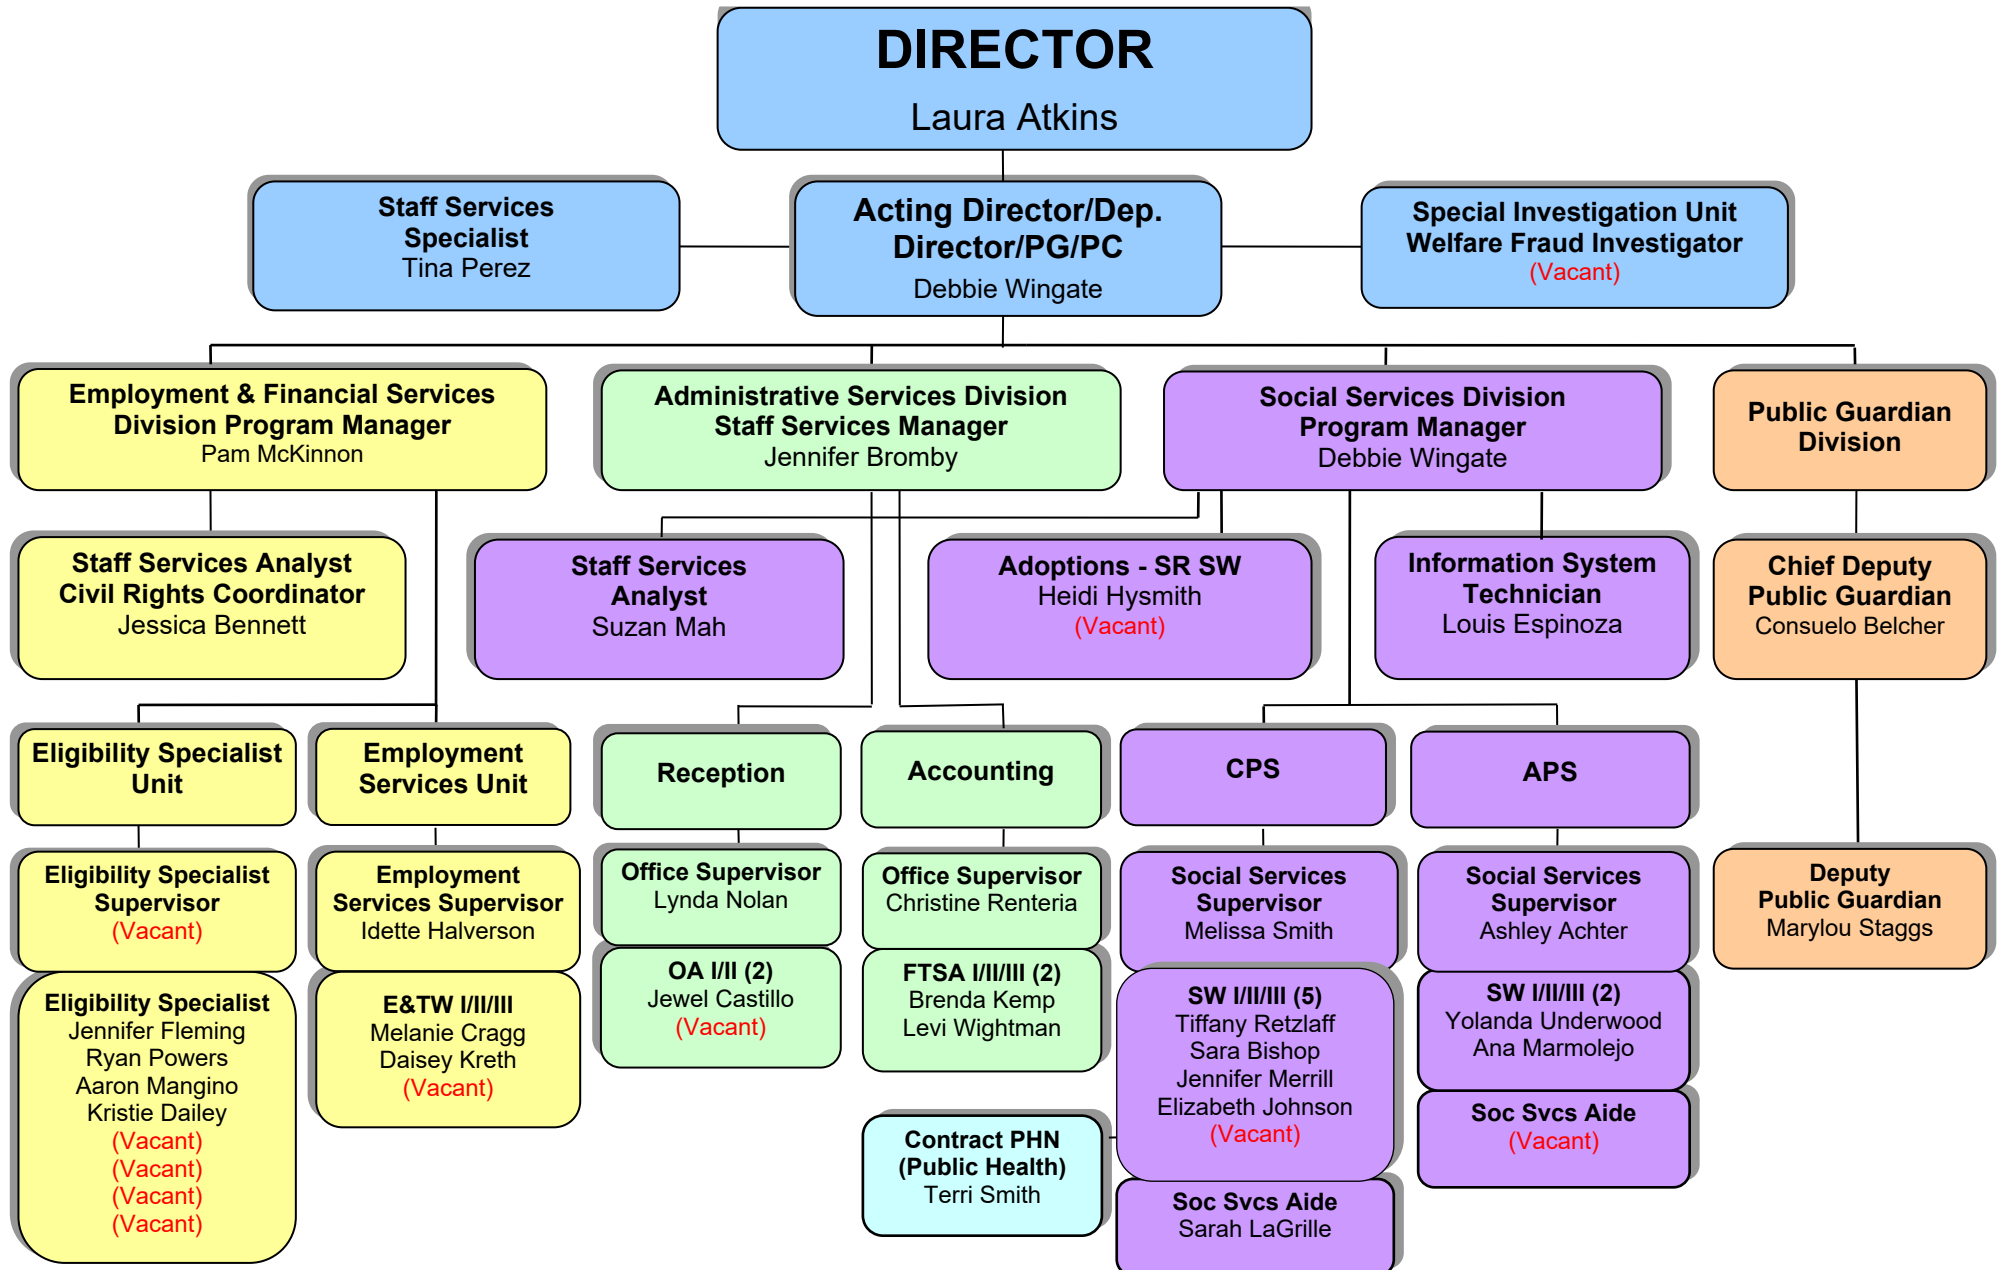 DIRECTOR
Laura Atkins
Staff Services
Specialist
Tina Perez
Acting Director/Dep.
Director/PG/PC
Debbie Wingate
Special Investigation Unit
Welfare Fraud Investigator
(Vacant)
Employment & Financial Services
Division Program Manager
Pam McKinnon
Administrative Services Division
Staff Services Manager
Jennifer Bromby
Social Services Division
Program Manager
Debbie Wingate
Public Guardian
Division
Staff Services Analyst
Civil Rights Coordinator
Jessica Bennett
Staff Services
Analyst
Suzan Mah
Adoptions - SR SW
Heidi Hysmith
(Vacant)
Information System
Technician
Louis Espinoza
Chief Deputy
Public Guardian
Consuelo Belcher
Eligibility Specialist
Unit
Employment
Services Unit
Reception
Accounting
CPS
APS
Eligibility Specialist
Supervisor
(Vacant)
Employment
Services Supervisor
Idette Halverson
Office Supervisor
Lynda Nolan
Office Supervisor
Christine Renteria
Social Services
Supervisor
Melissa Smith
Social Services
Supervisor
Ashley Achter
Deputy
Public Guardian
Marylou Staggs
Eligibility Specialist
Jennifer Fleming
Ryan Powers
Aaron Mangino
Kristie Dailey
(Vacant)
(Vacant)
(Vacant)
(Vacant)
E&TW I/II/III
Melanie Cragg
Daisey Kreth
(Vacant)
OA I/II (2)
Jewel Castillo
(Vacant)
FTSA I/II/III (2)
Brenda Kemp
Levi Wightman
SW I/II/III (5)
Tiffany Retzlaff
Sara Bishop
Jennifer Merrill
Elizabeth Johnson
(Vacant)
SW I/II/III (2)
Yolanda Underwood
Ana Marmolejo
Contract PHN
(Public Health)
Terri Smith
Soc Svcs Aide
Sarah LaGrille
Soc Svcs Aide
(Vacant)